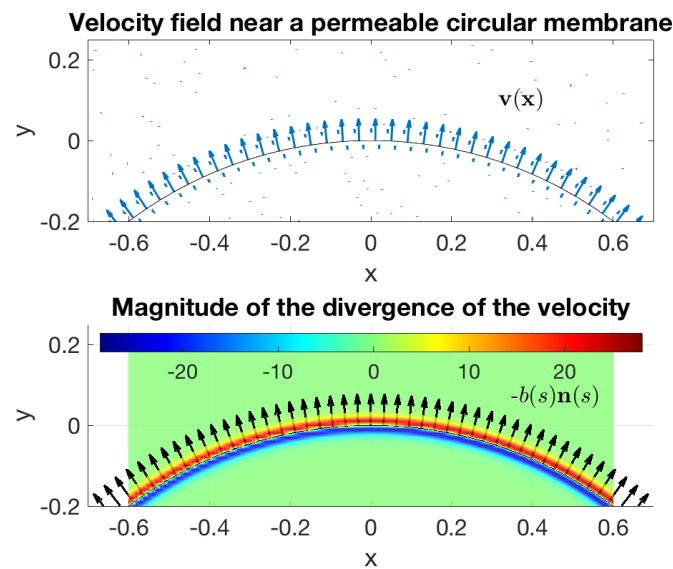 Velocity field near a permeable circular membrane
0.2
v(x)
y
0
-0.2
-0.6 -0.4 -0.2 0 0.2 0.4 0.6
x
Magnitude of the divergence of the velocity
0.2
-20 -10 0 10 20
-b(s)n(s)
y
0
-0.2
-0.6 -0.4 -0.2 0 0.2 0.4 0.6
x